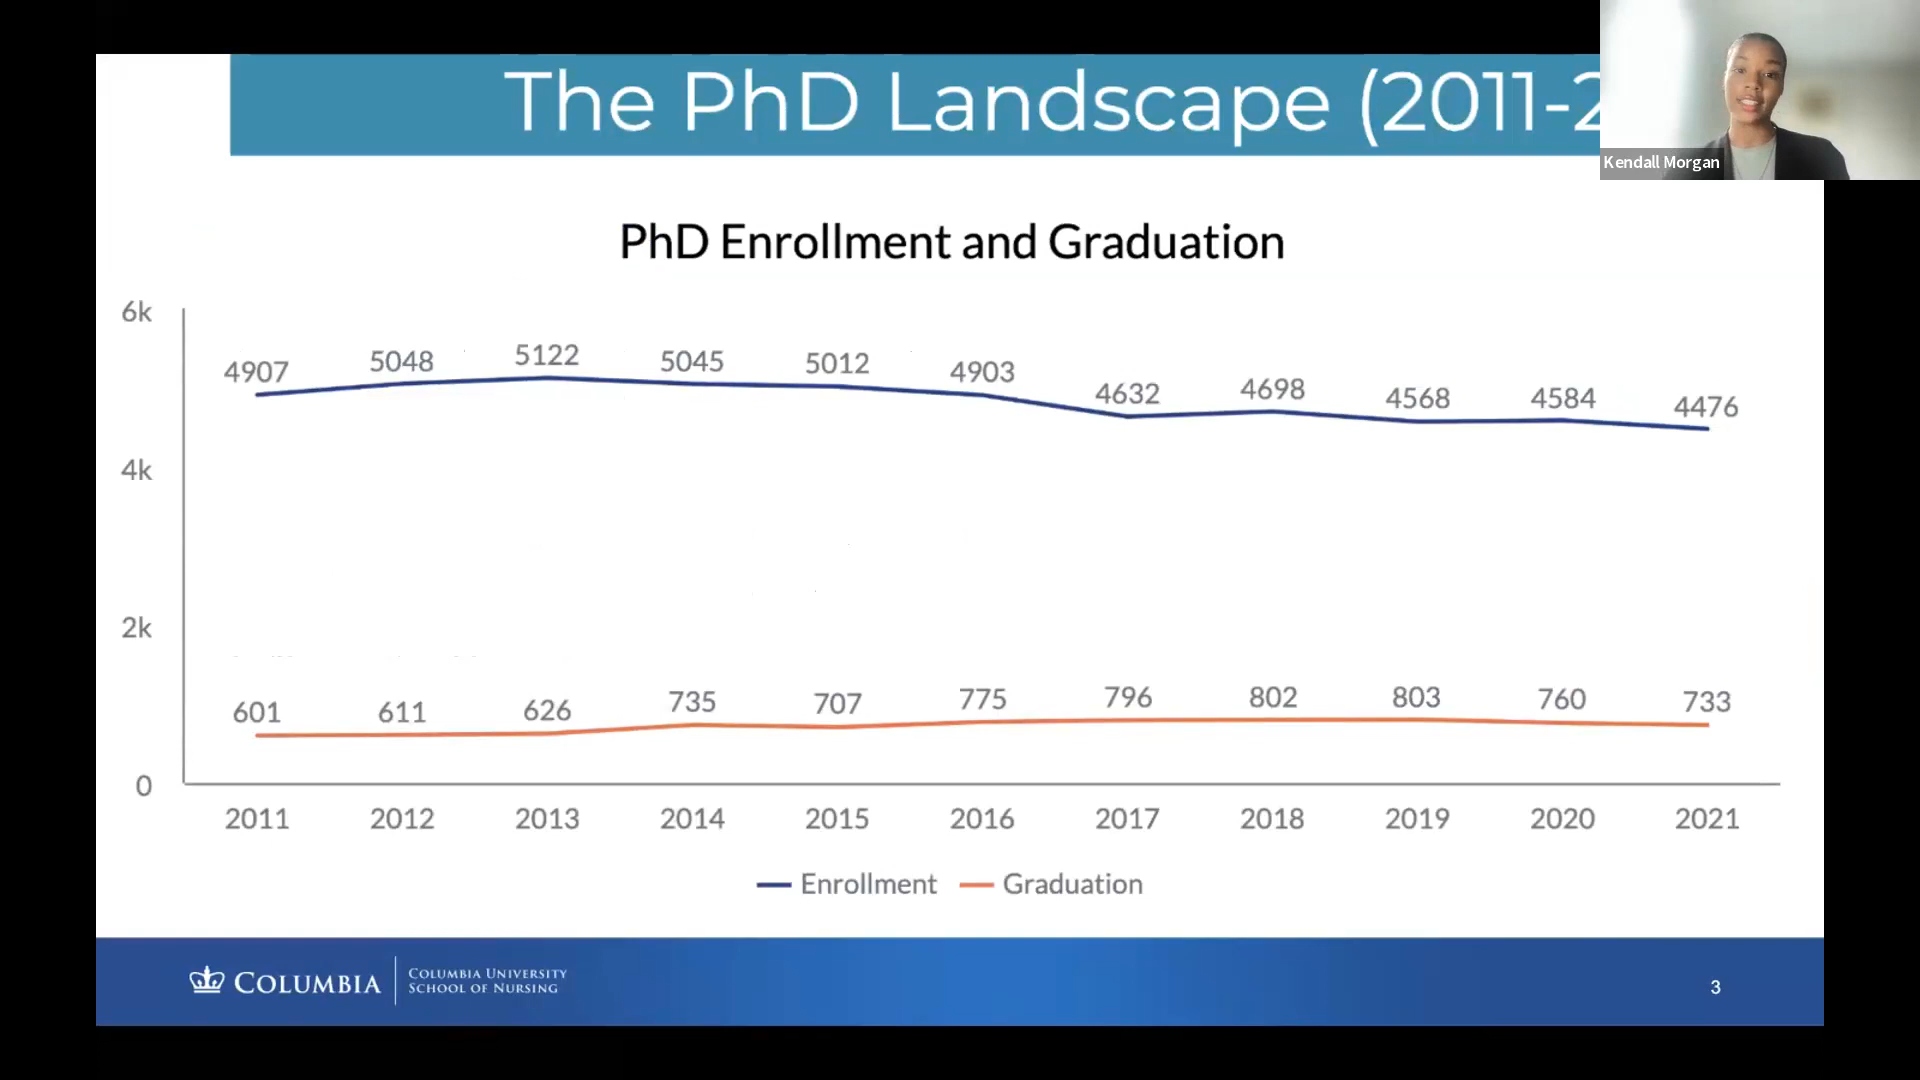 The PhD Landscape (2011-2
Kendall Morgan
PhD Enrollment and Graduation
6k
4k
2k
0
4907 5048 5122 5045 5012 4903 4632 4698 4568 4584 4476
601 611 626 735 707 775 796 802 803 760 733
2011 2012 2013 2014 2015 2016 2017 2018 2019 2020 2021
Enrollment Graduation
COLUMBIA
COLUMBIA UNIVERSITY
SCHOOL OF NURSING
3